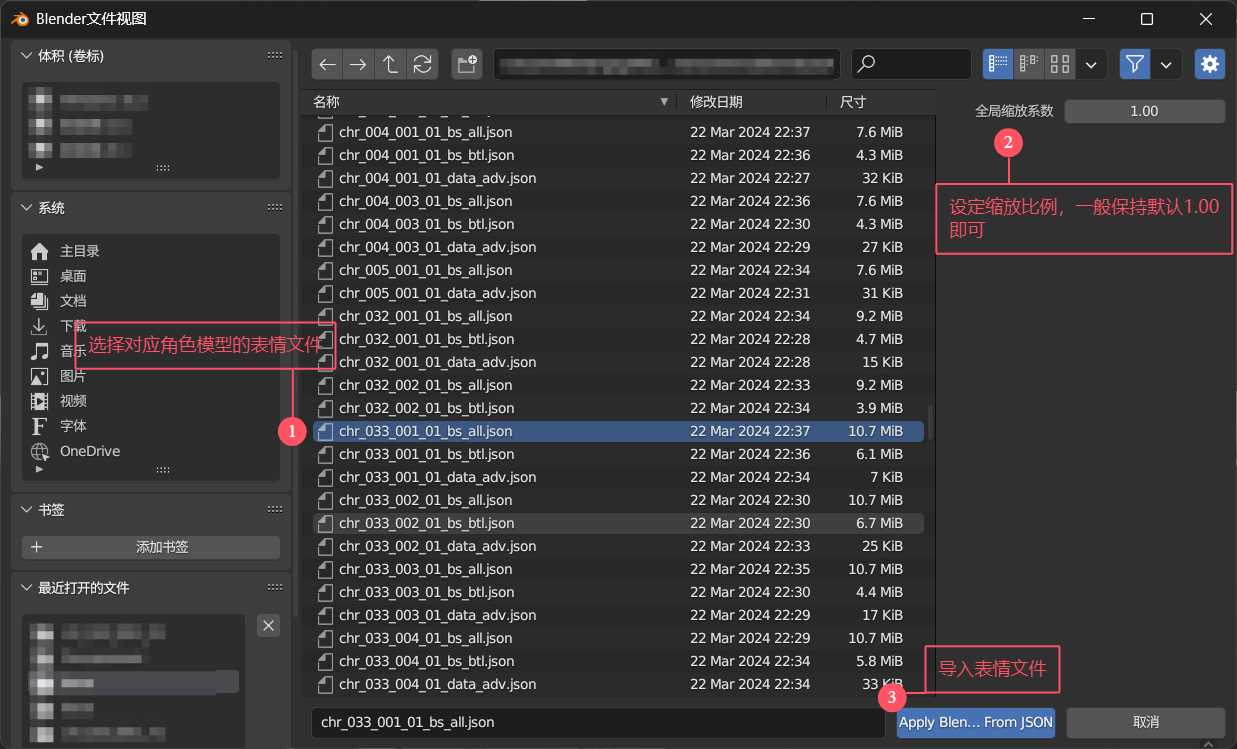 Blender文件视图
体积 (卷标)
系统
主目录
桌面
文档
下载
音乐
图片
视频
字体
OneDrive
书签
添加书签
最近打开的文件
名称 修改日期 尺寸
chr_004_001_01_bs_all.json 22 Mar 2024 22:37 7.6 MiB
chr_004_001_01_bs_btl.json 22 Mar 2024 22:36 4.3 MiB
chr_004_001_01_data_adv.json 22 Mar 2024 22:27 32 KiB
chr_004_003_01_bs_all.json 22 Mar 2024 22:36 7.6 MiB
chr_004_003_01_bs_btl.json 22 Mar 2024 22:30 4.3 MiB
chr_004_003_01_data_adv.json 22 Mar 2024 22:29 27 KiB
chr_005_001_01_bs_all.json 22 Mar 2024 22:34 7.6 MiB
chr_005_001_01_data_adv.json 22 Mar 2024 22:31 31 KiB
chr_032_001_01_bs_all.json 22 Mar 2024 22:34 9.2 MiB
chr_032_001_01_bs_btl.json 22 Mar 2024 22:28 4.7 MiB
chr_032_001_01_data_adv.json 22 Mar 2024 22:28 15 KiB
chr_032_002_01_bs_all.json 22 Mar 2024 22:33 9.2 MiB
chr_032_002_01_bs_btl.json 22 Mar 2024 22:34 3.9 MiB
chr_033_001_01_bs_all.json 22 Mar 2024 22:37 10.7 MiB
chr_033_001_01_bs_btl.json 22 Mar 2024 22:36 6.1 MiB
chr_033_001_01_data_adv.json 22 Mar 2024 22:34 7 KiB
chr_033_002_01_bs_all.json 22 Mar 2024 22:30 10.7 MiB
chr_033_002_01_bs_btl.json 22 Mar 2024 22:30 6.7 MiB
chr_033_002_01_data_adv.json 22 Mar 2024 22:33 25 KiB
chr_033_003_01_bs_all.json 22 Mar 2024 22:35 10.7 MiB
chr_033_003_01_bs_btl.json 22 Mar 2024 22:30 4.4 MiB
chr_033_003_01_data_adv.json 22 Mar 2024 22:29 17 KiB
chr_033_004_01_bs_all.json 22 Mar 2024 22:29 10.7 MiB
chr_033_004_01_bs_btl.json 22 Mar 2024 22:34 5.8 MiB
chr_033_004_01_data_adv.json 22 Mar 2024 22:34 33 KiB
选择对应角色模型的表情文件
1
全局缩放系数 1.00
2
设定缩放比例，一般保持默认1.00
即可
导入表情文件
3
chr_033_001_01_bs_all.json
Apply Blen... From JSON
取消